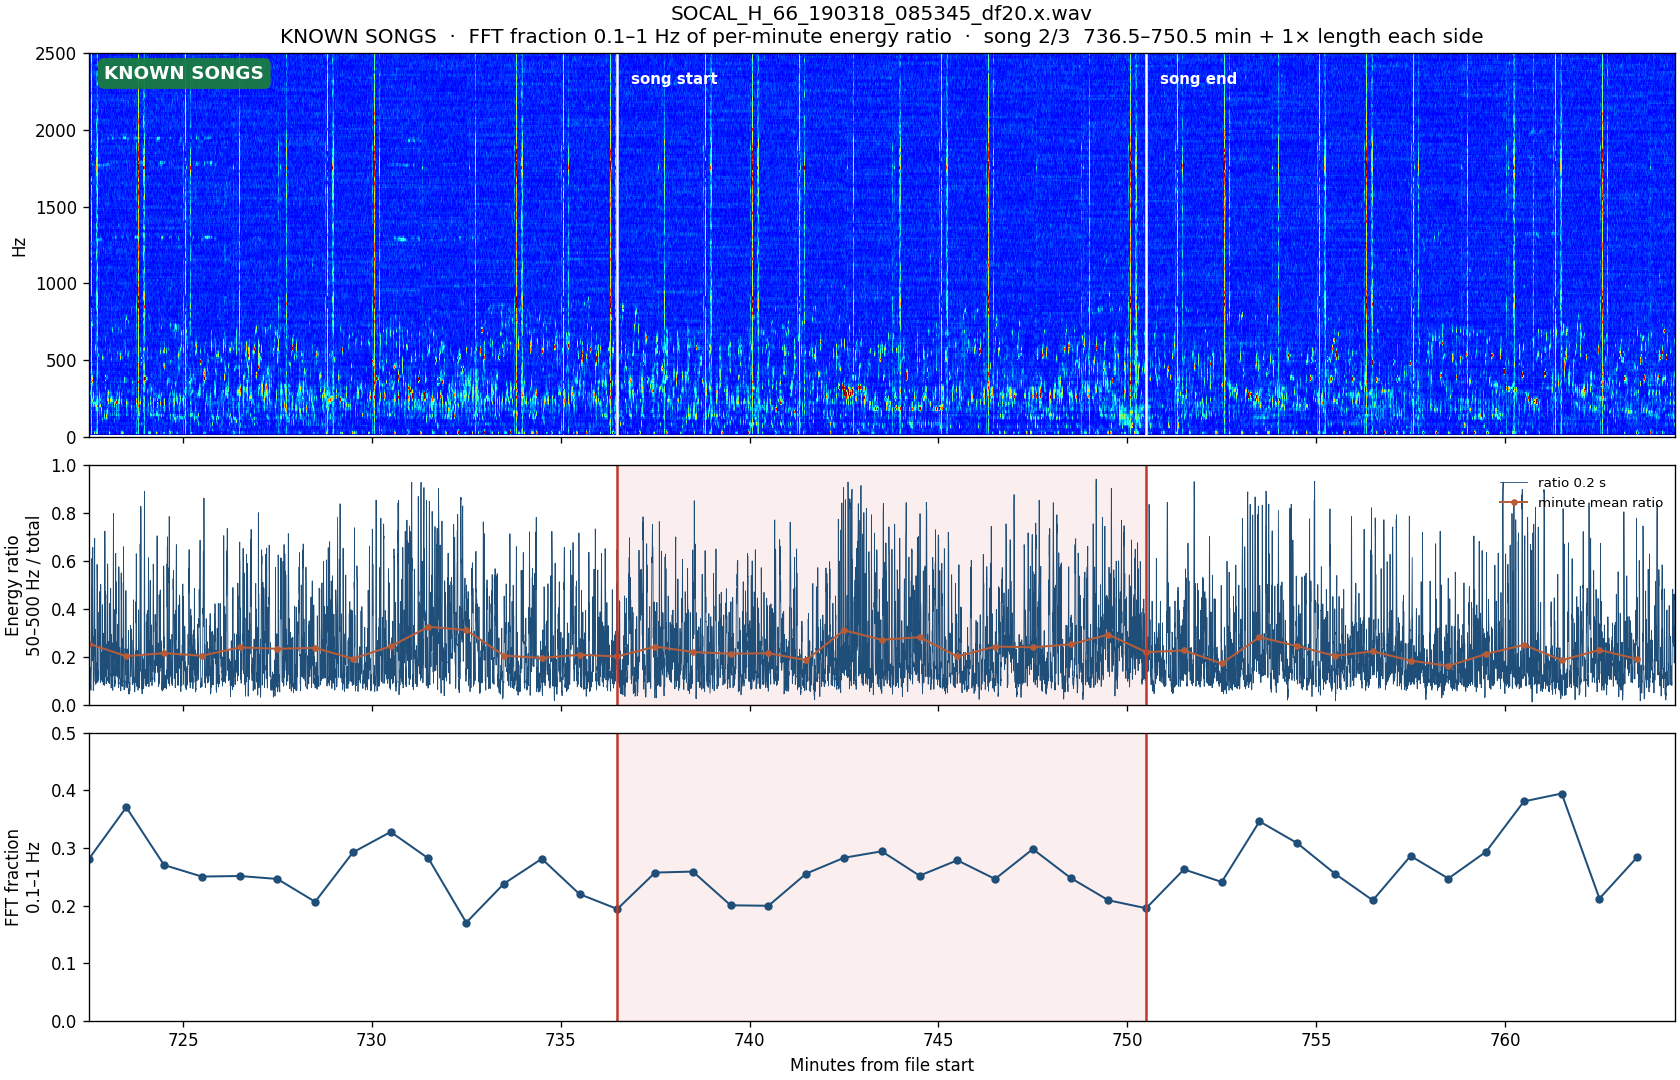 SOCAL_H_66_190318_085345_df20.x.wav
KNOWN SONGS · FFT fraction 0.1–1 Hz of per-minute energy ratio · song 2/3 736.5–750.5 min + 1× length each side
KNOWN SONGS
song start
song end
2500
2000
1500
1000
500
0
Hz
1.0
0.8
0.6
0.4
0.2
0.0
Energy ratio
50–500 Hz / total
ratio 0.2 s
minute mean ratio
0.5
0.4
0.3
0.2
0.1
0.0
FFT fraction
0.1–1 Hz
725
730
735
740
745
750
755
760
Minutes from file start